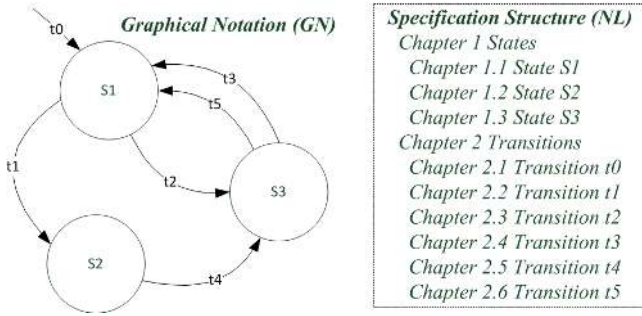 Graphical Notation (GN)
t0
S1
t3
t5
t1
t2
S3
S2
t4
Specification Structure (NL)
Chapter 1 States
Chapter 1.1 State S1
Chapter 1.2 State S2
Chapter 1.3 State S3
Chapter 2 Transitions
Chapter 2.1 Transition t0
Chapter 2.2 Transition t1
Chapter 2.3 Transition t2
Chapter 2.4 Transition t3
Chapter 2.5 Transition t4
Chapter 2.6 Transition t5